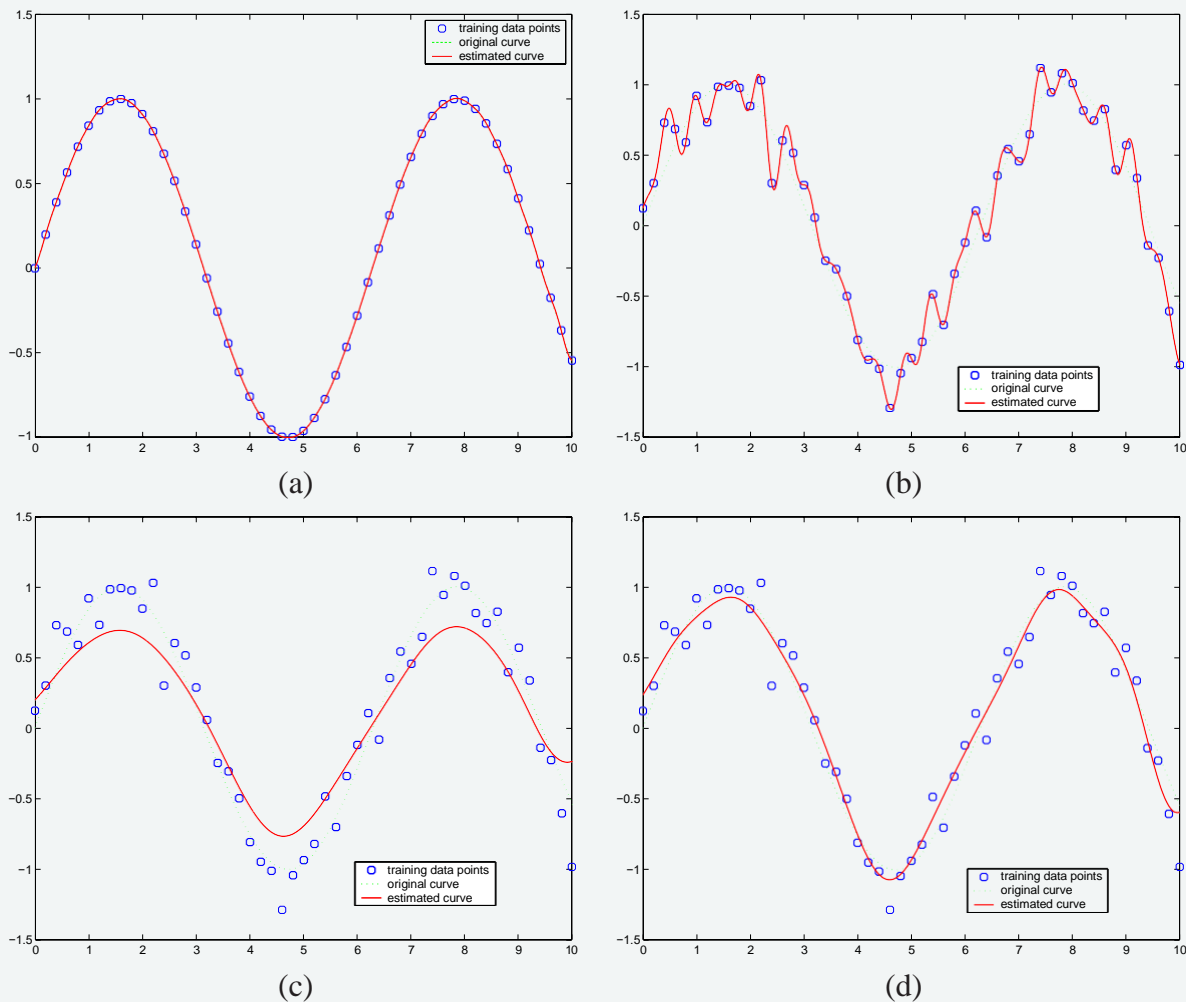 1.5
1
0.5
0
−0.5
−1
0 1 2 3 4 5 6 7 8 9 10
training data points
original curve
estimated curve
(a)
1.5
1
0.5
0
−0.5
−1
−1.5
0 1 2 3 4 5 6 7 8 9 10
training data points
original curve
estimated curve
(b)
1.5
1
0.5
0
−0.5
−1
−1.5
0 1 2 3 4 5 6 7 8 9 10
training data points
original curve
estimated curve
(c)
1.5
1
0.5
0
−0.5
−1
−1.5
0 1 2 3 4 5 6 7 8 9 10
training data points
original curve
estimated curve
(d)